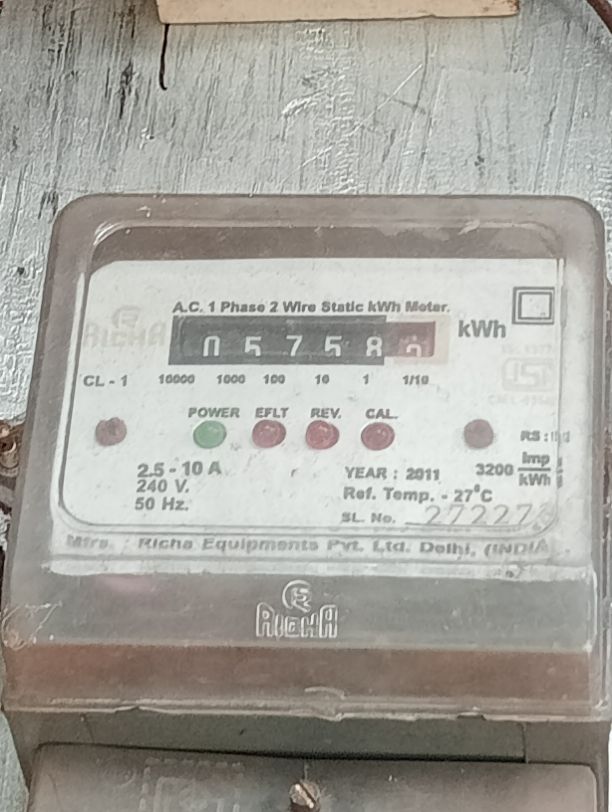 A.C. 1 Phase 2 Wire Static kWh Meter.
RICHA
0 5 7 5 8
kWh
CL - 1 10000 1000 100 10 1 1/10
POWER EFLT REV. CAL.
2.5 - 10 A
240 V.
50 Hz.
YEAR : 2011
3200 Imp/kWh
Ref. Temp. - 27°C
SL. No. 27227
Mfrs. : Richa Equipments Pvt. Ltd. Delhi, (INDIA)
RICHA